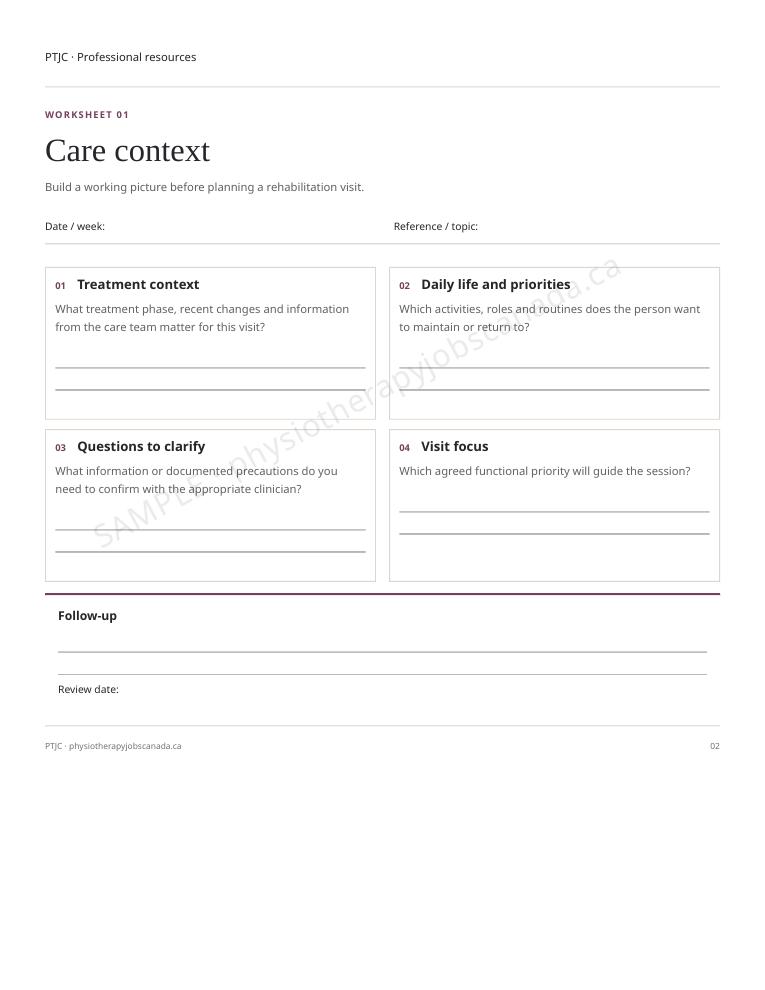 PTJC · Professional resources
WORKSHEET 01
Care context
Build a working picture before planning a rehabilitation visit.
Date / week:
Reference / topic:
01 Treatment context
What treatment phase, recent changes and information
from the care team matter for this visit?
02 Daily life and priorities
Which activities, roles and routines does the person want
to maintain or return to?
03 Questions to clarify
What information or documented precautions do you
need to confirm with the appropriate clinician?
04 Visit focus
Which agreed functional priority will guide the session?
SAMPLE · physiotherapyjobscanada.ca
Follow-up
Review date:
PTJC · physiotherapyjobscanada.ca
02